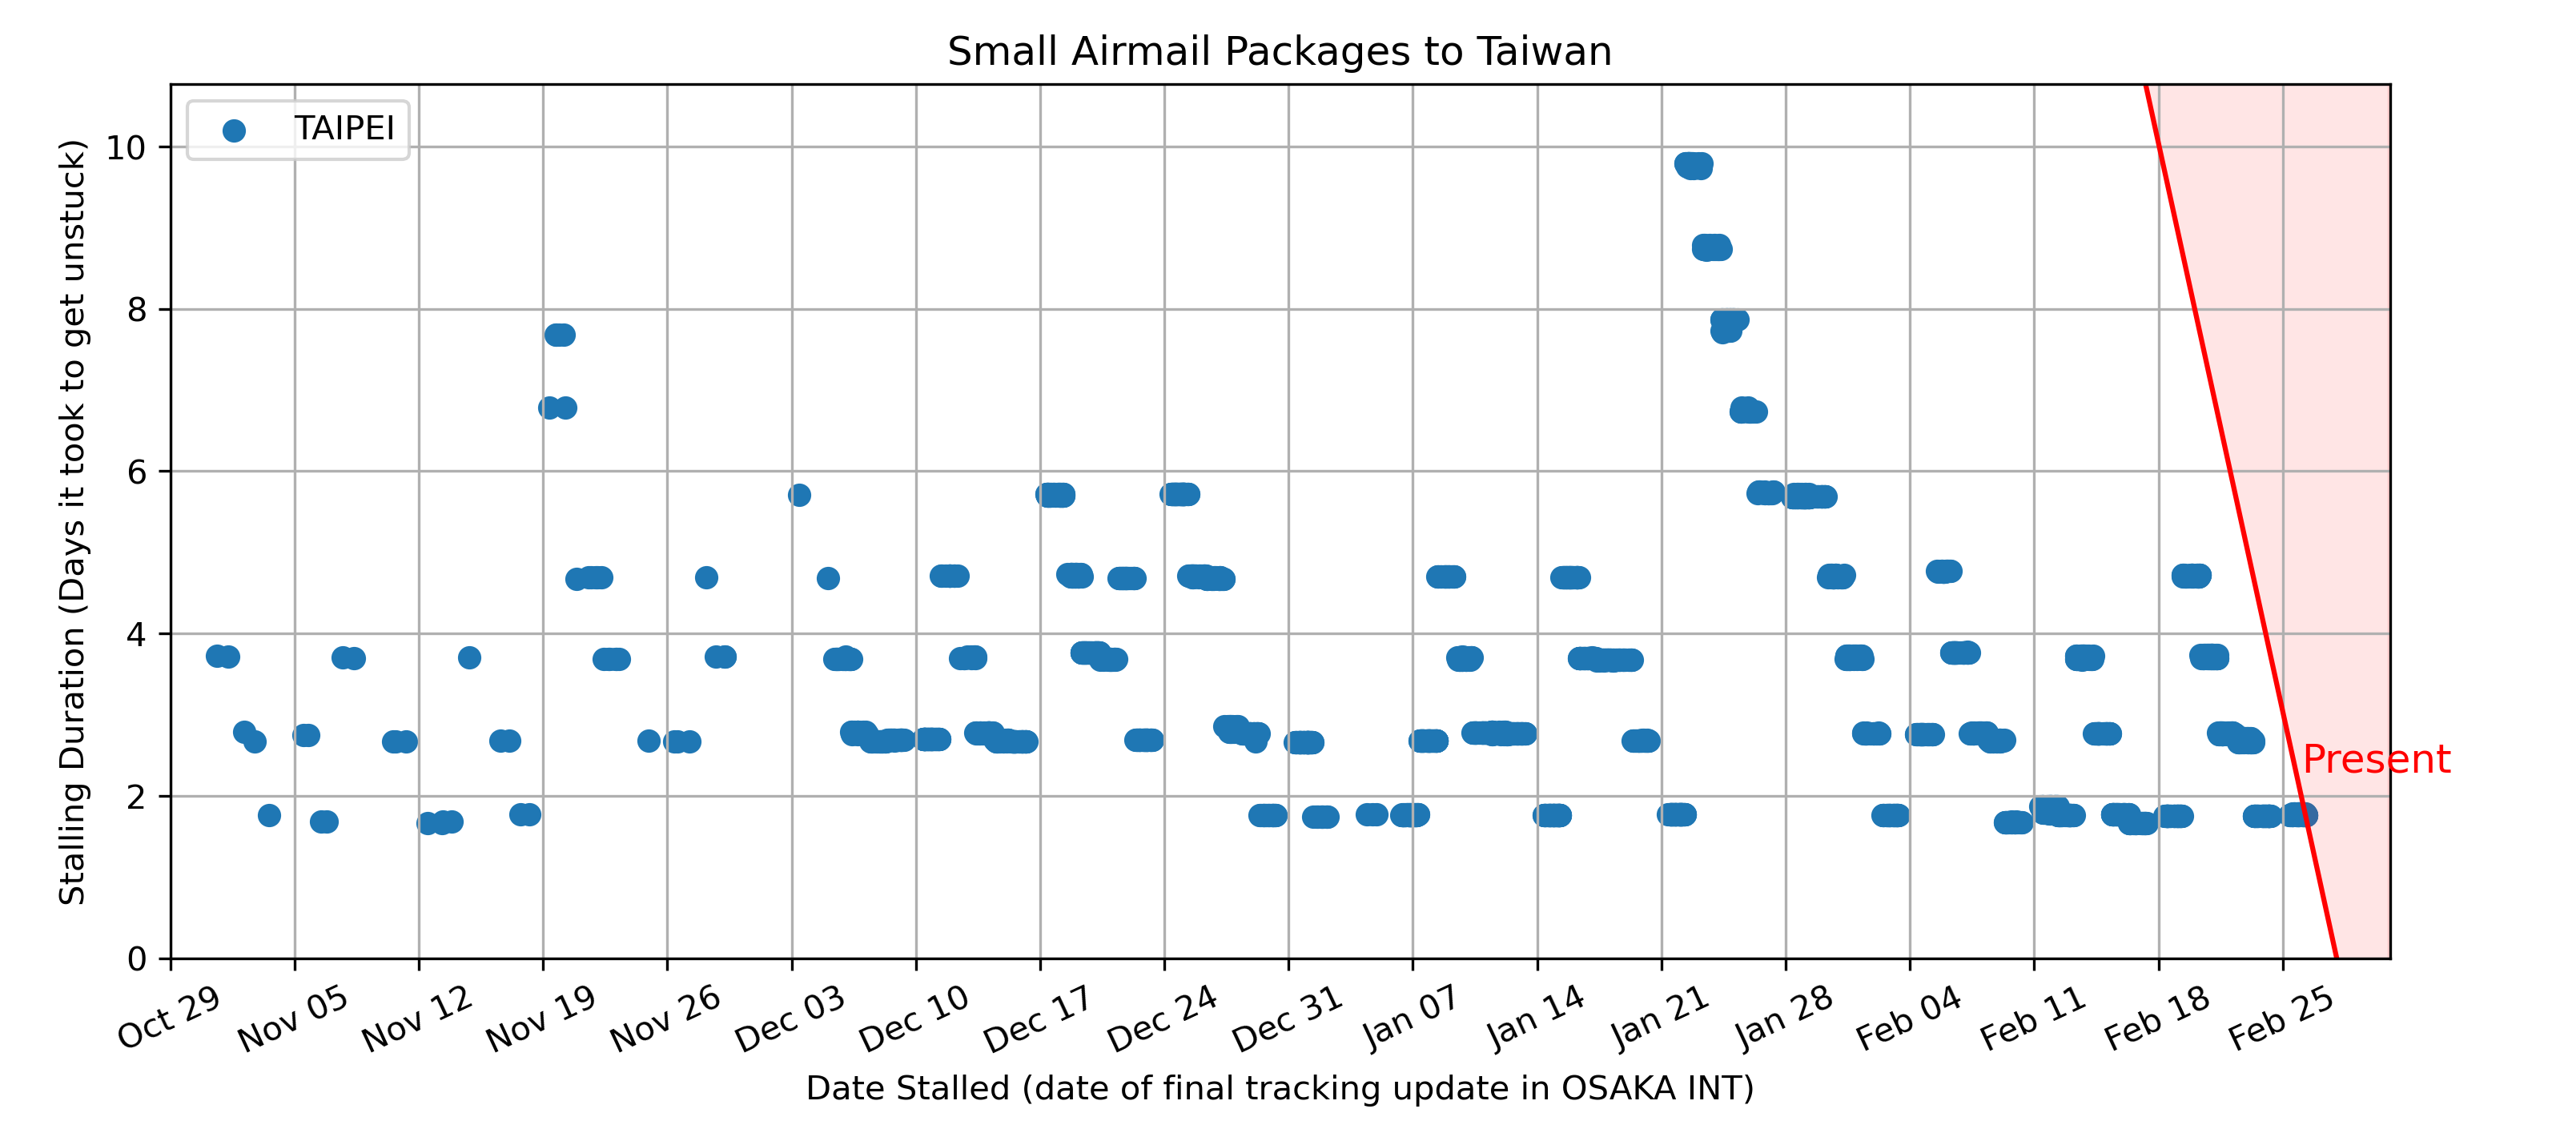 Small Airmail Packages to Taiwan
TAIPEI
Stalling Duration (Days it took to get unstuck)
10
8
6
4
2
0
Present
Oct 29
Nov 05
Nov 12
Nov 19
Nov 26
Dec 03
Dec 10
Dec 17
Dec 24
Dec 31
Jan 07
Jan 14
Jan 21
Jan 28
Feb 04
Feb 11
Feb 18
Feb 25
Date Stalled (date of final tracking update in OSAKA INT)